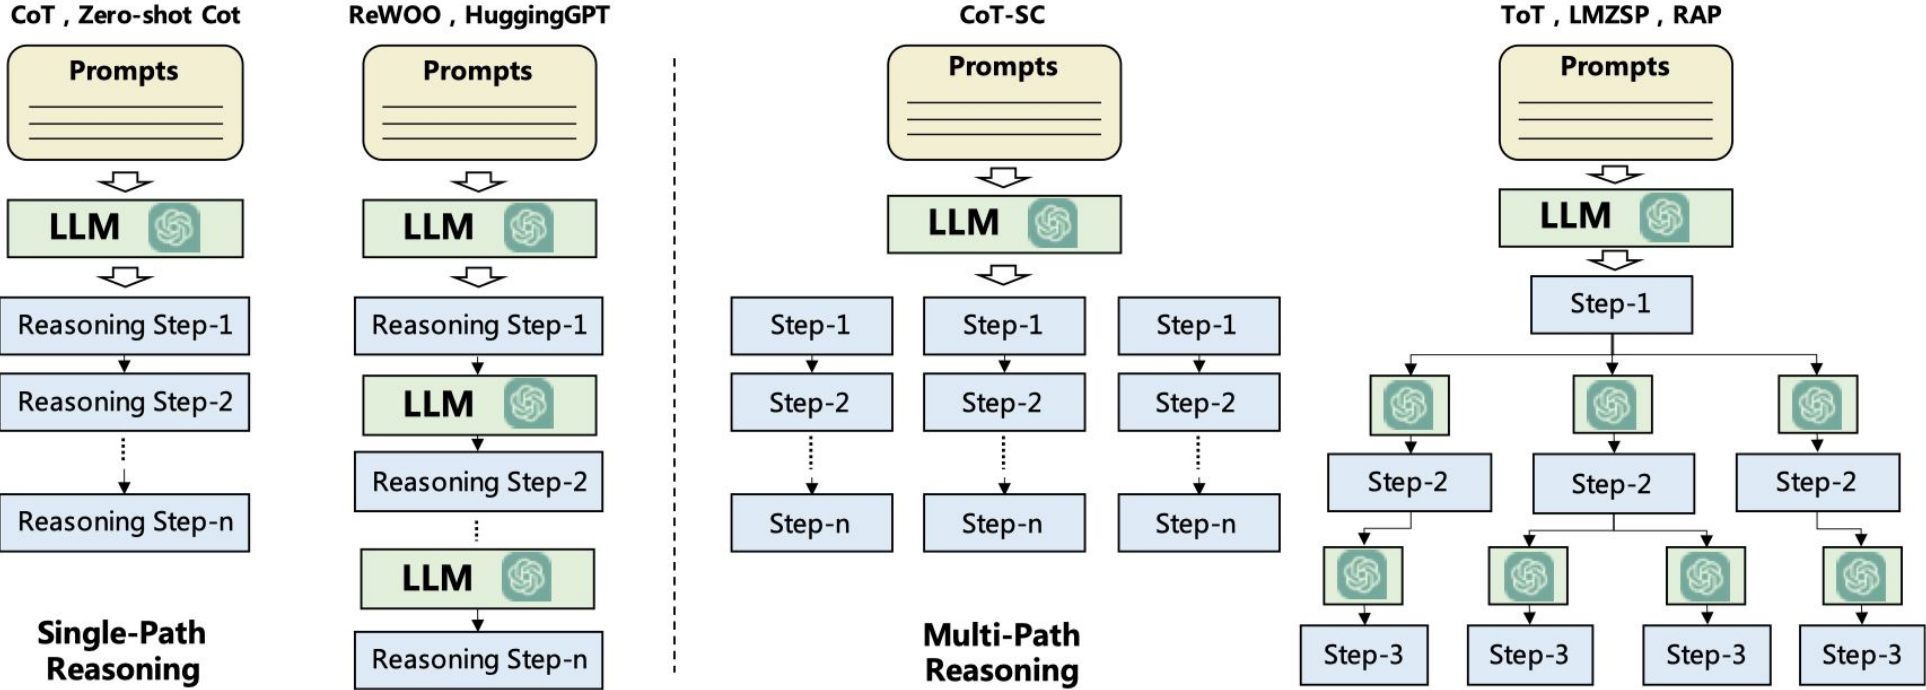 CoT , Zero-shot Cot
Prompts
LLM
Reasoning Step-1
Reasoning Step-2
Reasoning Step-n
Single-Path
Reasoning
ReWOO , HuggingGPT
Prompts
LLM
Reasoning Step-1
LLM
Reasoning Step-2
LLM
Reasoning Step-n
CoT-SC
Prompts
LLM
Step-1 Step-1 Step-1
Step-2 Step-2 Step-2
Step-n Step-n Step-n
Multi-Path
Reasoning
ToT , LMZSP , RAP
Prompts
LLM
Step-1
Step-2 Step-2 Step-2
Step-3 Step-3 Step-3 Step-3